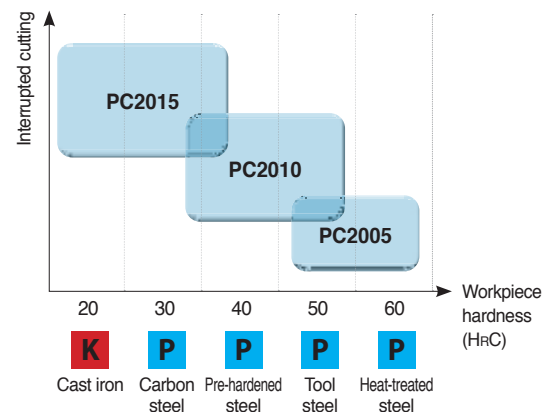 Interrupted cutting
PC2015
PC2010
PC2005
20 30 40 50 60
Workpiece
hardness
(HRC)
K P P P P
Cast iron Carbon Pre-hardened Tool Heat-treated
steel steel steel steel